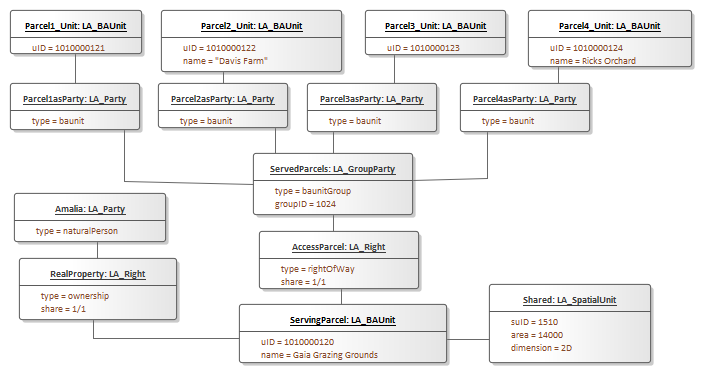 Parcel1_Unit: LA_BAUnit
uID = 1010000121
Parcel2_Unit: LA_BAUnit
uID = 1010000122
name = "Davis Farm"
Parcel3_Unit: LA_BAUnit
uID = 1010000123
Parcel4_Unit: LA_BAUnit
uID = 1010000124
name = Ricks Orchard
Parcel1asParty: LA_Party
type = baunit
Parcel2asParty: LA_Party
type = baunit
Parcel3asParty: LA_Party
type = baunit
Parcel4asParty: LA_Party
type = baunit
ServedParcels: LA_GroupParty
type = baunitGroup
groupID = 1024
Amalia: LA_Party
type = naturalPerson
AccessParcel: LA_Right
type = rightOfWay
share = 1/1
RealProperty: LA_Right
type = ownership
share = 1/1
Shared: LA_SpatialUnit
suID = 1510
area = 14000
dimension = 2D
ServingParcel: LA_BAUnit
uID = 1010000120
name = Gaia Grazing Grounds